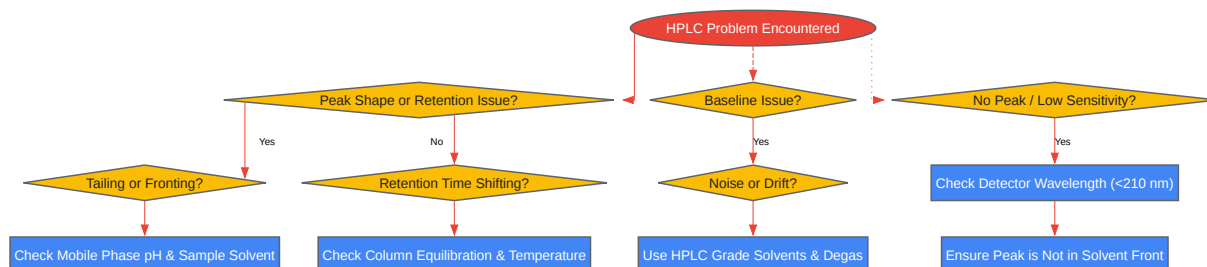 HPLC Problem Encountered
Peak Shape or Retention Issue?
Baseline Issue?
No Peak / Low Sensitivity?
Yes
No
Yes
Yes
Tailing or Fronting?
Retention Time Shifting?
Noise or Drift?
Check Detector Wavelength (<210 nm)
Check Mobile Phase pH & Sample Solvent
Check Column Equilibration & Temperature
Use HPLC Grade Solvents & Degas
Ensure Peak is Not in Solvent Front